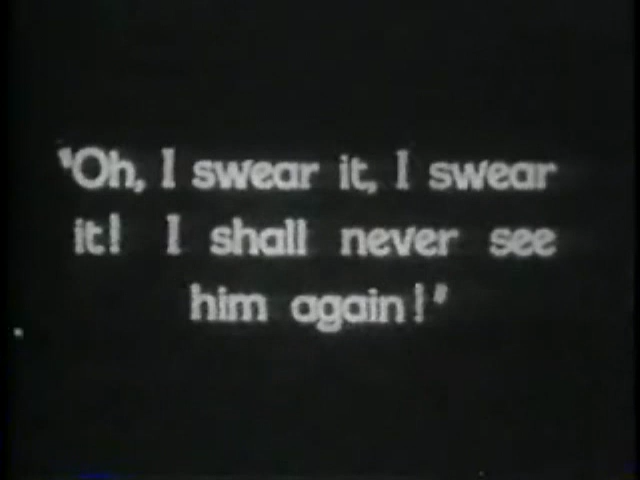 "Oh, I swear it, I swear
it! I shall never see
him again!"